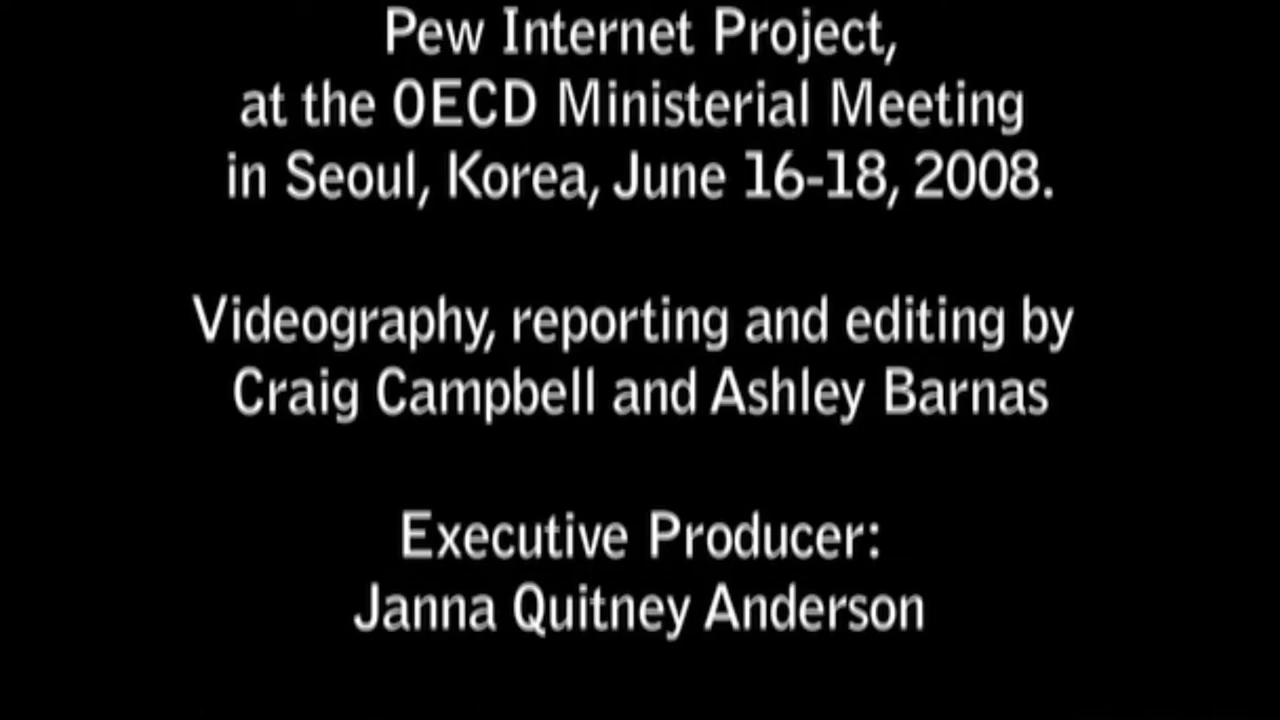 Pew Internet Project,
at the OECD Ministerial Meeting
in Seoul, Korea, June 16-18, 2008.
Videography, reporting and editing by
Craig Campbell and Ashley Barnas
Executive Producer:
Janna Quitney Anderson